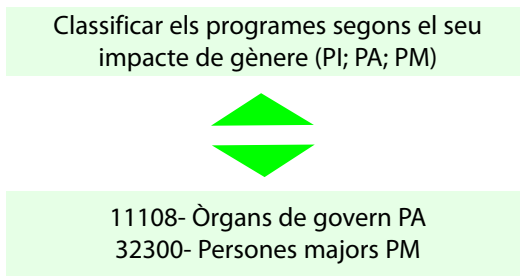 Classificar els programes segons el seu
impacte de gènere (PI; PA; PM)
11108- Òrgans de govern PA
32300- Persones majors PM